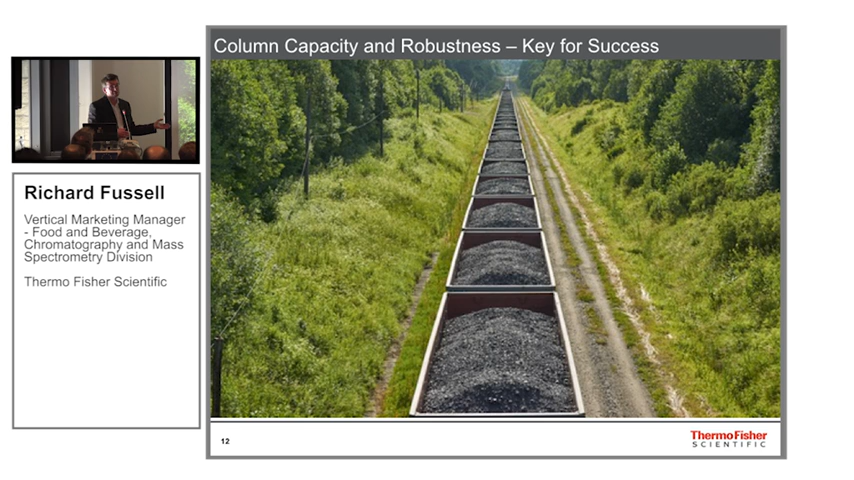 Column Capacity and Robustness – Key for Success
Richard Fussell
Vertical Marketing Manager
- Food and Beverage,
Chromatography and Mass
Spectrometry Division
Thermo Fisher Scientific
12
ThermoFisher
SCIENTIFIC